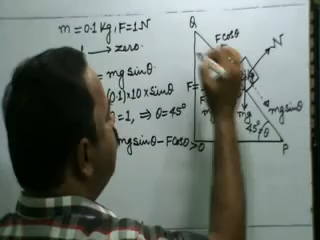 m = 0.1 Kg, F = 1 N
→ zero.
= mg sinθ
(0.1)×10×sinθ
= 1, ⇒ θ = 45°
mg sinθ - F cosθ > 0
Q
F cosθ
N
F =
mg
mg sinθ
45° = θ
P